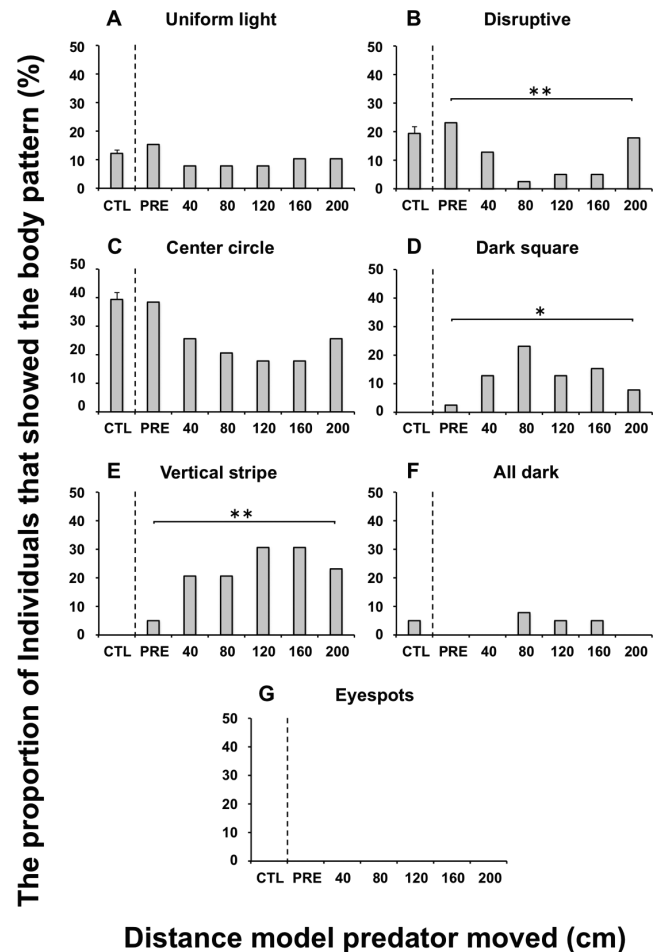 The proportion of Individuals that showed the body pattern (%)
A Uniform light
50
40
30
20
10
0
CTL PRE 40 80 120 160 200
B Disruptive
50
40
30
20
10
0
**
CTL PRE 40 80 120 160 200
C Center circle
50
40
30
20
10
0
CTL PRE 40 80 120 160 200
D Dark square
50
40
30
20
10
0
*
CTL PRE 40 80 120 160 200
E Vertical stripe
50
40
30
20
10
0
**
CTL PRE 40 80 120 160 200
F All dark
50
40
30
20
10
0
CTL PRE 40 80 120 160 200
G Eyespots
50
40
30
20
10
0
CTL PRE 40 80 120 160 200
Distance model predator moved (cm)